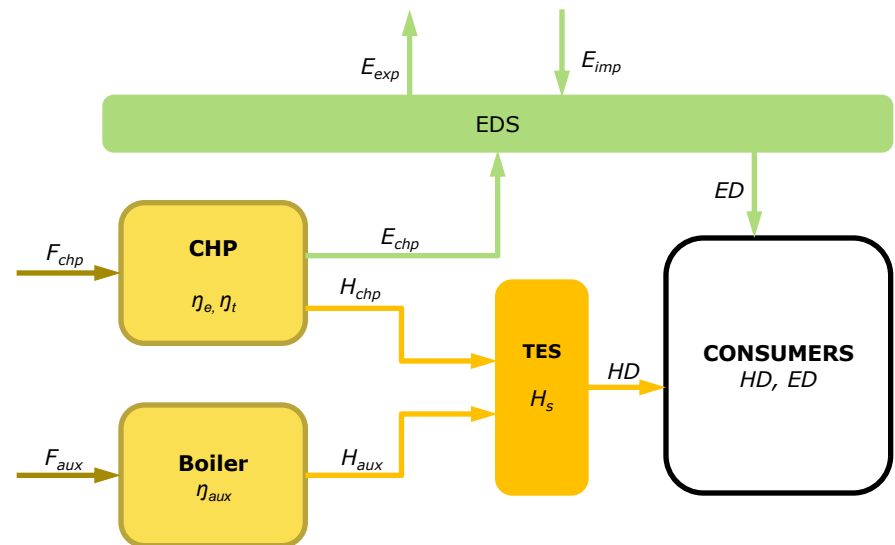 E_exp
E_imp
EDS
ED
CHP
η_e, η_t
F_chp
E_chp
H_chp
TES
H_s
HD
CONSUMERS
HD, ED
F_aux
Boiler
η_aux
H_aux